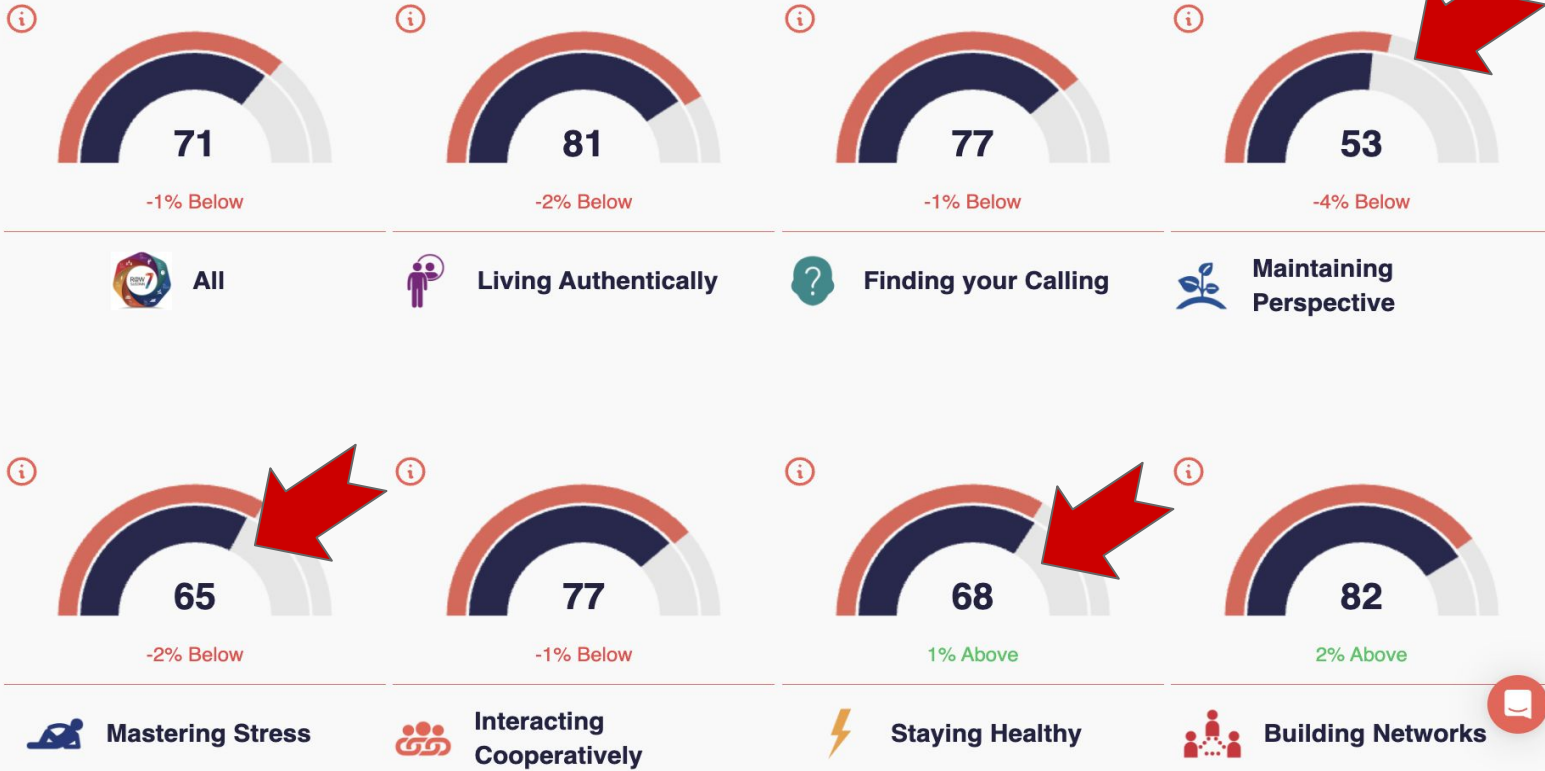 71
81
77
53
-1% Below
-2% Below
-1% Below
-4% Below
All
Living Authentically
Finding your Calling
Maintaining
Perspective
65
77
68
82
-2% Below
-1% Below
1% Above
2% Above
Mastering Stress
Interacting
Cooperatively
Staying Healthy
Building Networks